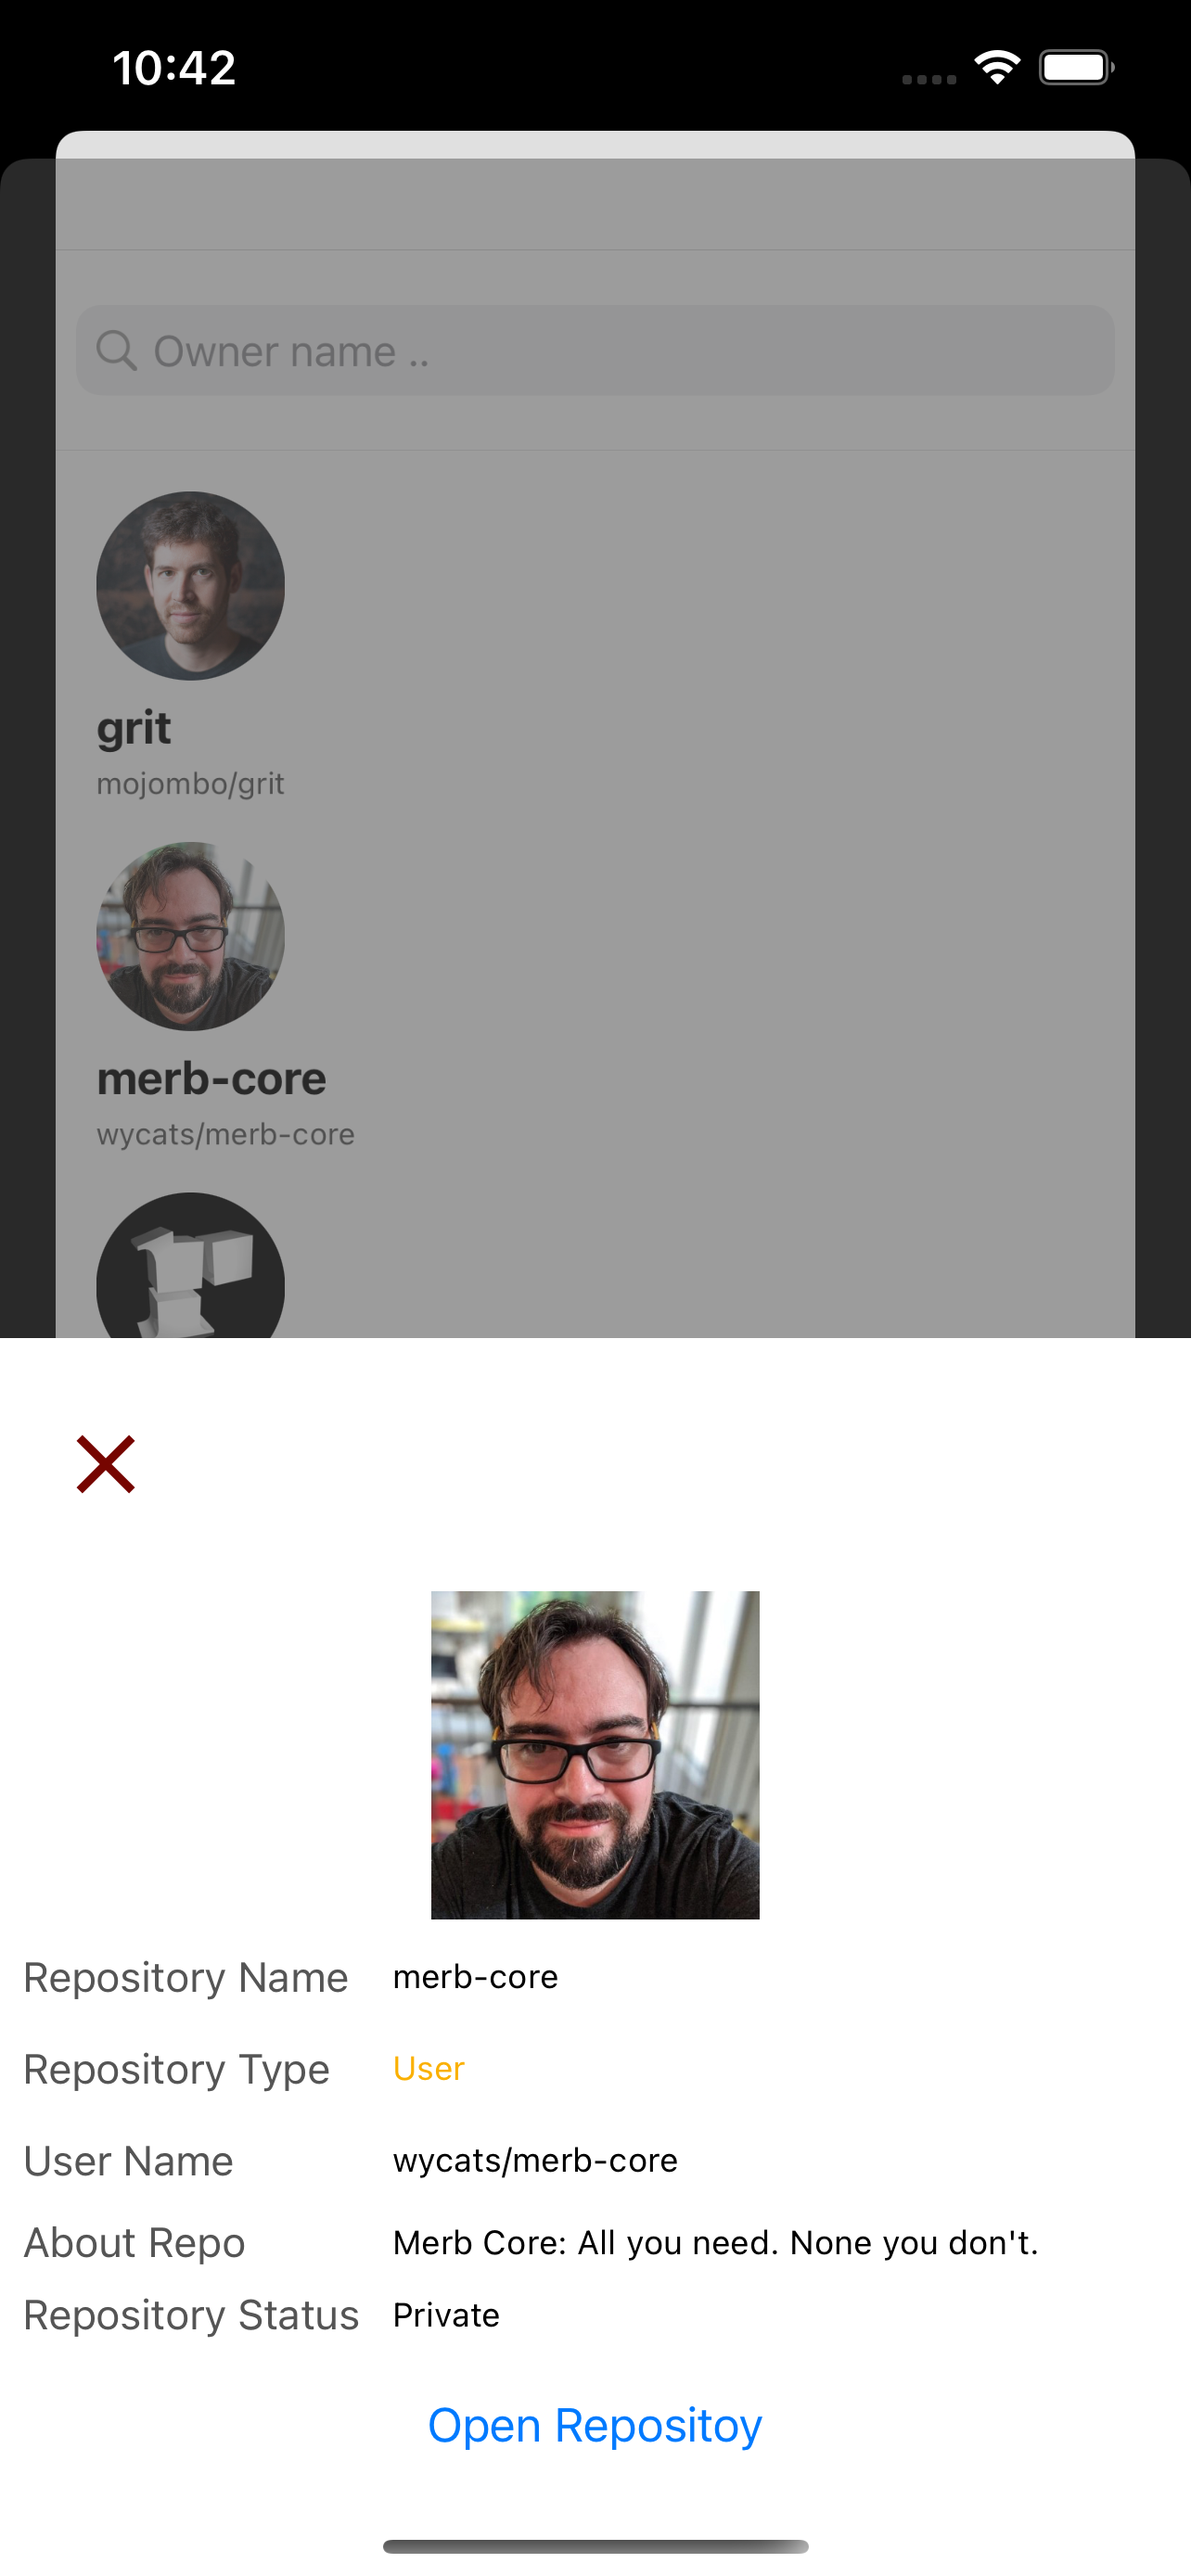 10:42
Owner name ..
grit
mojombo/grit
merb-core
wycats/merb-core
Repository Name merb-core
Repository Type User
User Name wycats/merb-core
About Repo Merb Core: All you need. None you don't.
Repository Status Private
Open Repositoy